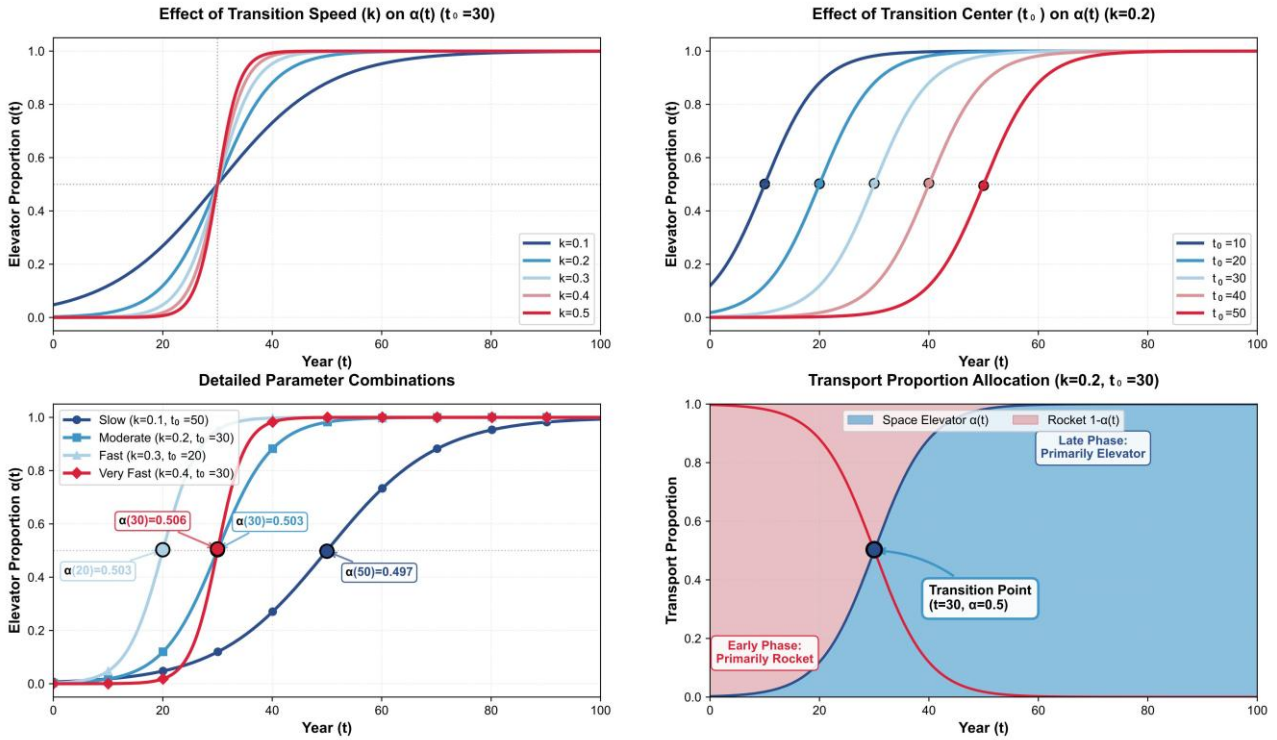 Effect of Transition Speed (k) on α(t) (t₀ =30)
Elevator Proportion α(t)
1.0
0.8
0.6
0.4
0.2
0.0
k=0.1
k=0.2
k=0.3
k=0.4
k=0.5
0 20 40 60 80 100
Year (t)
Effect of Transition Center (t₀ ) on α(t) (k=0.2)
Elevator Proportion α(t)
1.0
0.8
0.6
0.4
0.2
0.0
t₀ =10
t₀ =20
t₀ =30
t₀ =40
t₀ =50
0 20 40 60 80 100
Year (t)
Detailed Parameter Combinations
Elevator Proportion α(t)
1.0
0.8
0.6
0.4
0.2
0.0
Slow (k=0.1, t₀ =50)
Moderate (k=0.2, t₀ =30)
Fast (k=0.3, t₀ =20)
Very Fast (k=0.4, t₀ =30)
α(30)=0.506
α(30)=0.503
α(20)=0.503
α(50)=0.497
0 20 40 60 80 100
Year (t)
Transport Proportion Allocation (k=0.2, t₀ =30)
Transport Proportion
1.0
0.8
0.6
0.4
0.2
0.0
Space Elevator α(t)
Rocket 1-α(t)
Late Phase:
Primarily Elevator
Transition Point
(t=30, α=0.5)
Early Phase:
Primarily Rocket
0 20 40 60 80 100
Year (t)